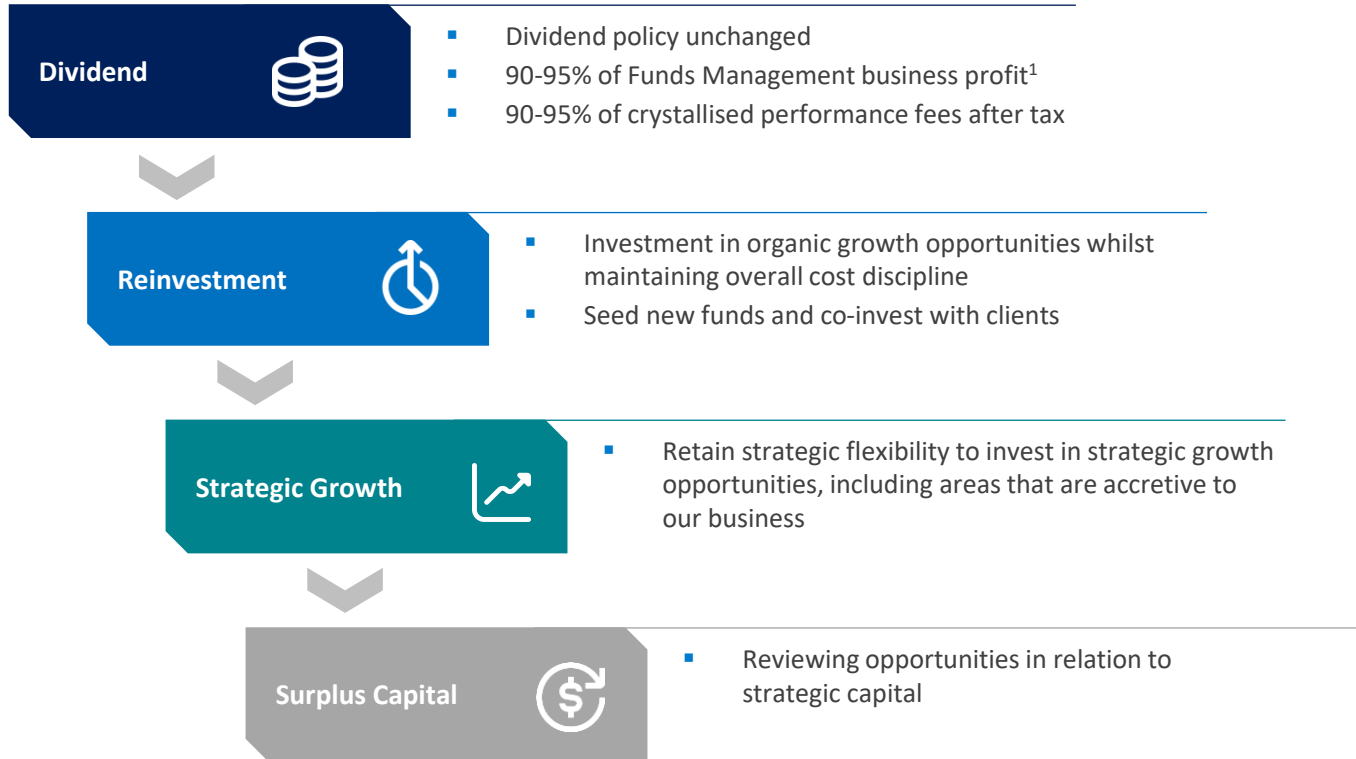 Dividend
▪ Dividend policy unchanged
▪ 90-95% of Funds Management business profit¹
▪ 90-95% of crystallised performance fees after tax
Reinvestment
▪ Investment in organic growth opportunities whilst
maintaining overall cost discipline
▪ Seed new funds and co-invest with clients
Strategic Growth
▪ Retain strategic flexibility to invest in strategic growth
opportunities, including areas that are accretive to
our business
Surplus Capital
$
▪ Reviewing opportunities in relation to
strategic capital